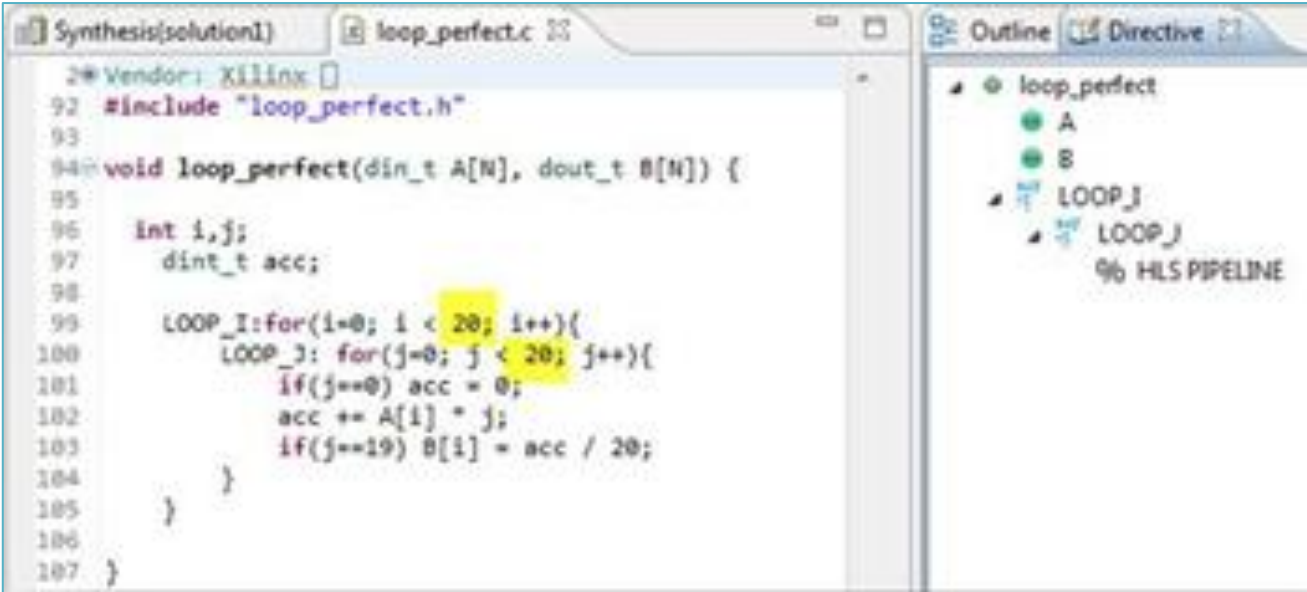 Synthesis(solution1)
loop_perfect.c
Outline
Directive
2 Vendor: Xilinx
92 #include "loop_perfect.h"
93
94 void loop_perfect(din_t A[N], dout_t B[N]) {
95
96 int i,j;
97 dint_t acc;
98
99 LOOP_I:for(i=0; i < 20; i++){
100 LOOP_J: for(j=0; j < 20; j++){
101 if(j==0) acc = 0;
102 acc += A[i] * j;
103 if(j==19) B[i] = acc / 20;
104 }
105 }
106
107 }
loop_perfect
A
B
LOOP_I
LOOP_J
% HLS PIPELINE